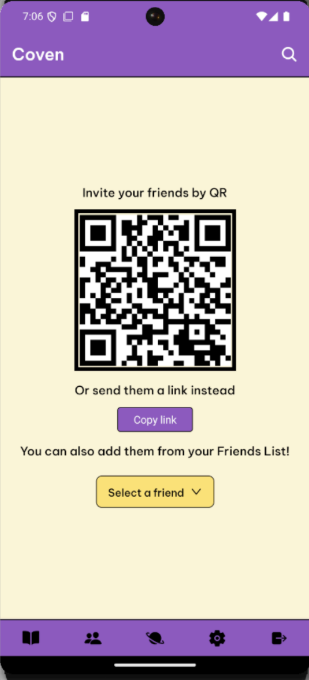 7:06
Coven
Invite your friends by QR
Or send them a link instead
Copy link
You can also add them from your Friends List!
Select a friend